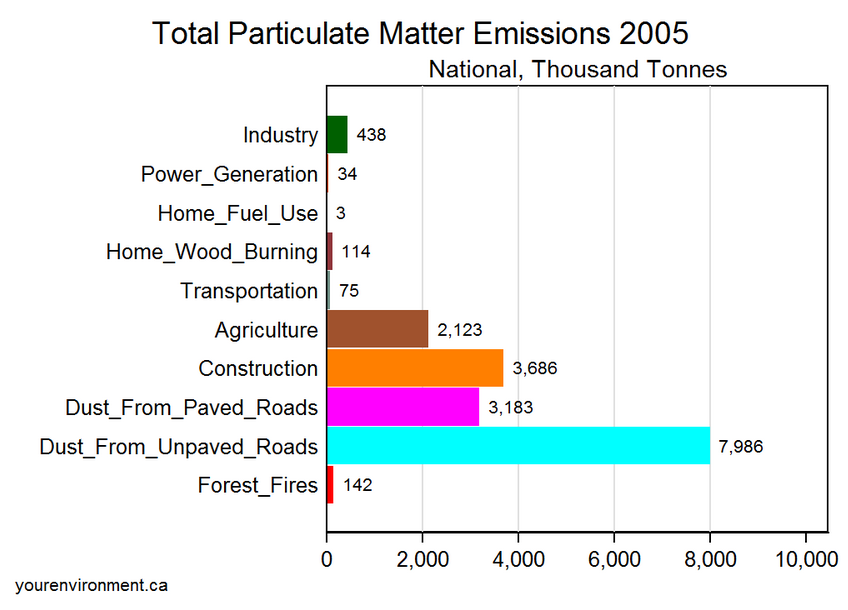 Total Particulate Matter Emissions 2005
National, Thousand Tonnes
Industry 438
Power_Generation 34
Home_Fuel_Use 3
Home_Wood_Burning 114
Transportation 75
Agriculture 2,123
Construction 3,686
Dust_From_Paved_Roads 3,183
Dust_From_Unpaved_Roads 7,986
Forest_Fires 142
0 2,000 4,000 6,000 8,000 10,000
yourenvironment.ca